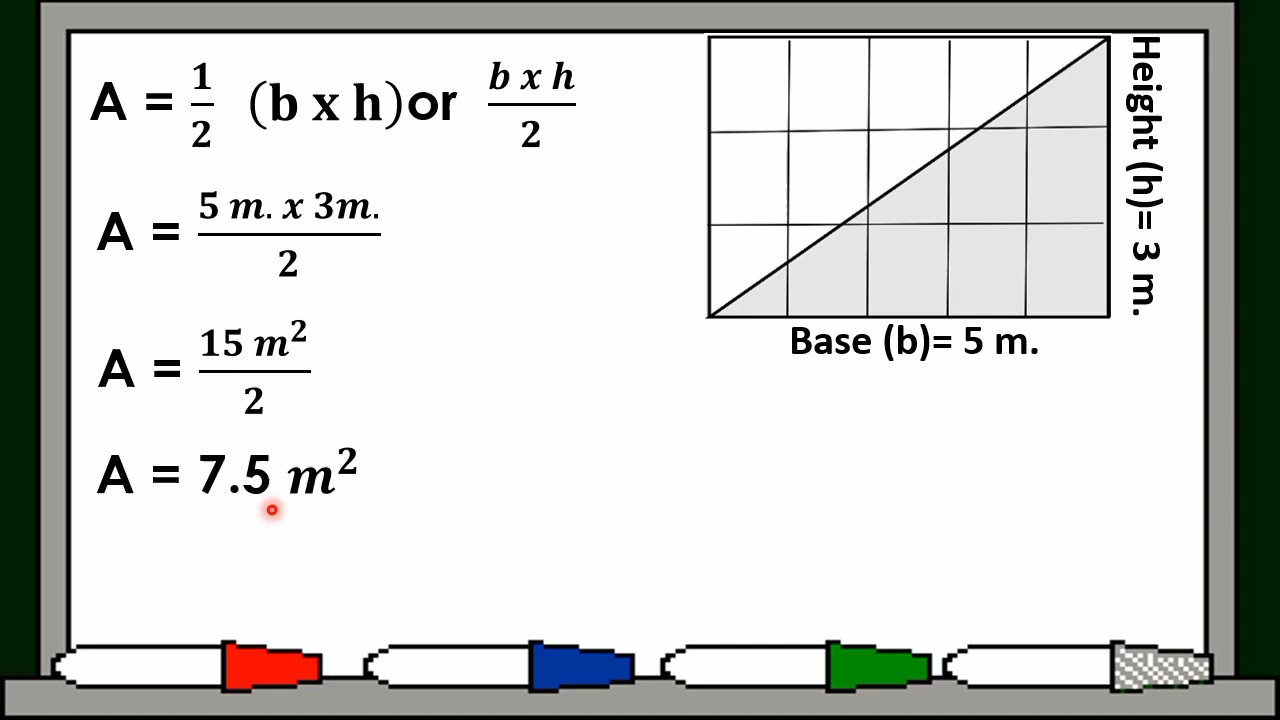 A = 1/2 (b x h) or b x h/2
A = 5 m. x 3m./2
A = 15 m²/2
A = 7.5 m²
Height (h)= 3 m.
Base (b)= 5 m.